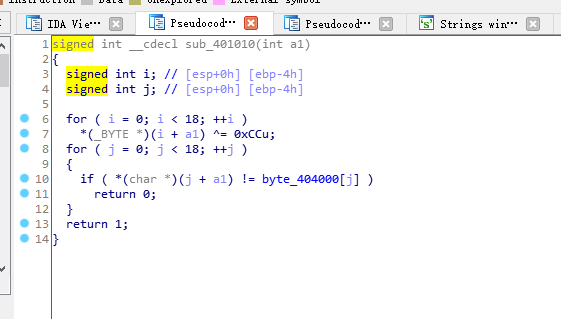 Instruction Data Unexplored External symbol
IDA Vie… Pseudocod… Pseudocod… Strings win…
1 signed int __cdecl sub_401010(int a1)
2 {
3 signed int i; // [esp+0h] [ebp-4h]
4 signed int j; // [esp+0h] [ebp-4h]
5
6 for ( i = 0; i < 18; ++i )
7 *(_BYTE *)(i + a1) ^= 0xCCu;
8 for ( j = 0; j < 18; ++j )
9 {
10 if ( *(char *)(j + a1) != byte_404000[j] )
11 return 0;
12 }
13 return 1;
14 }